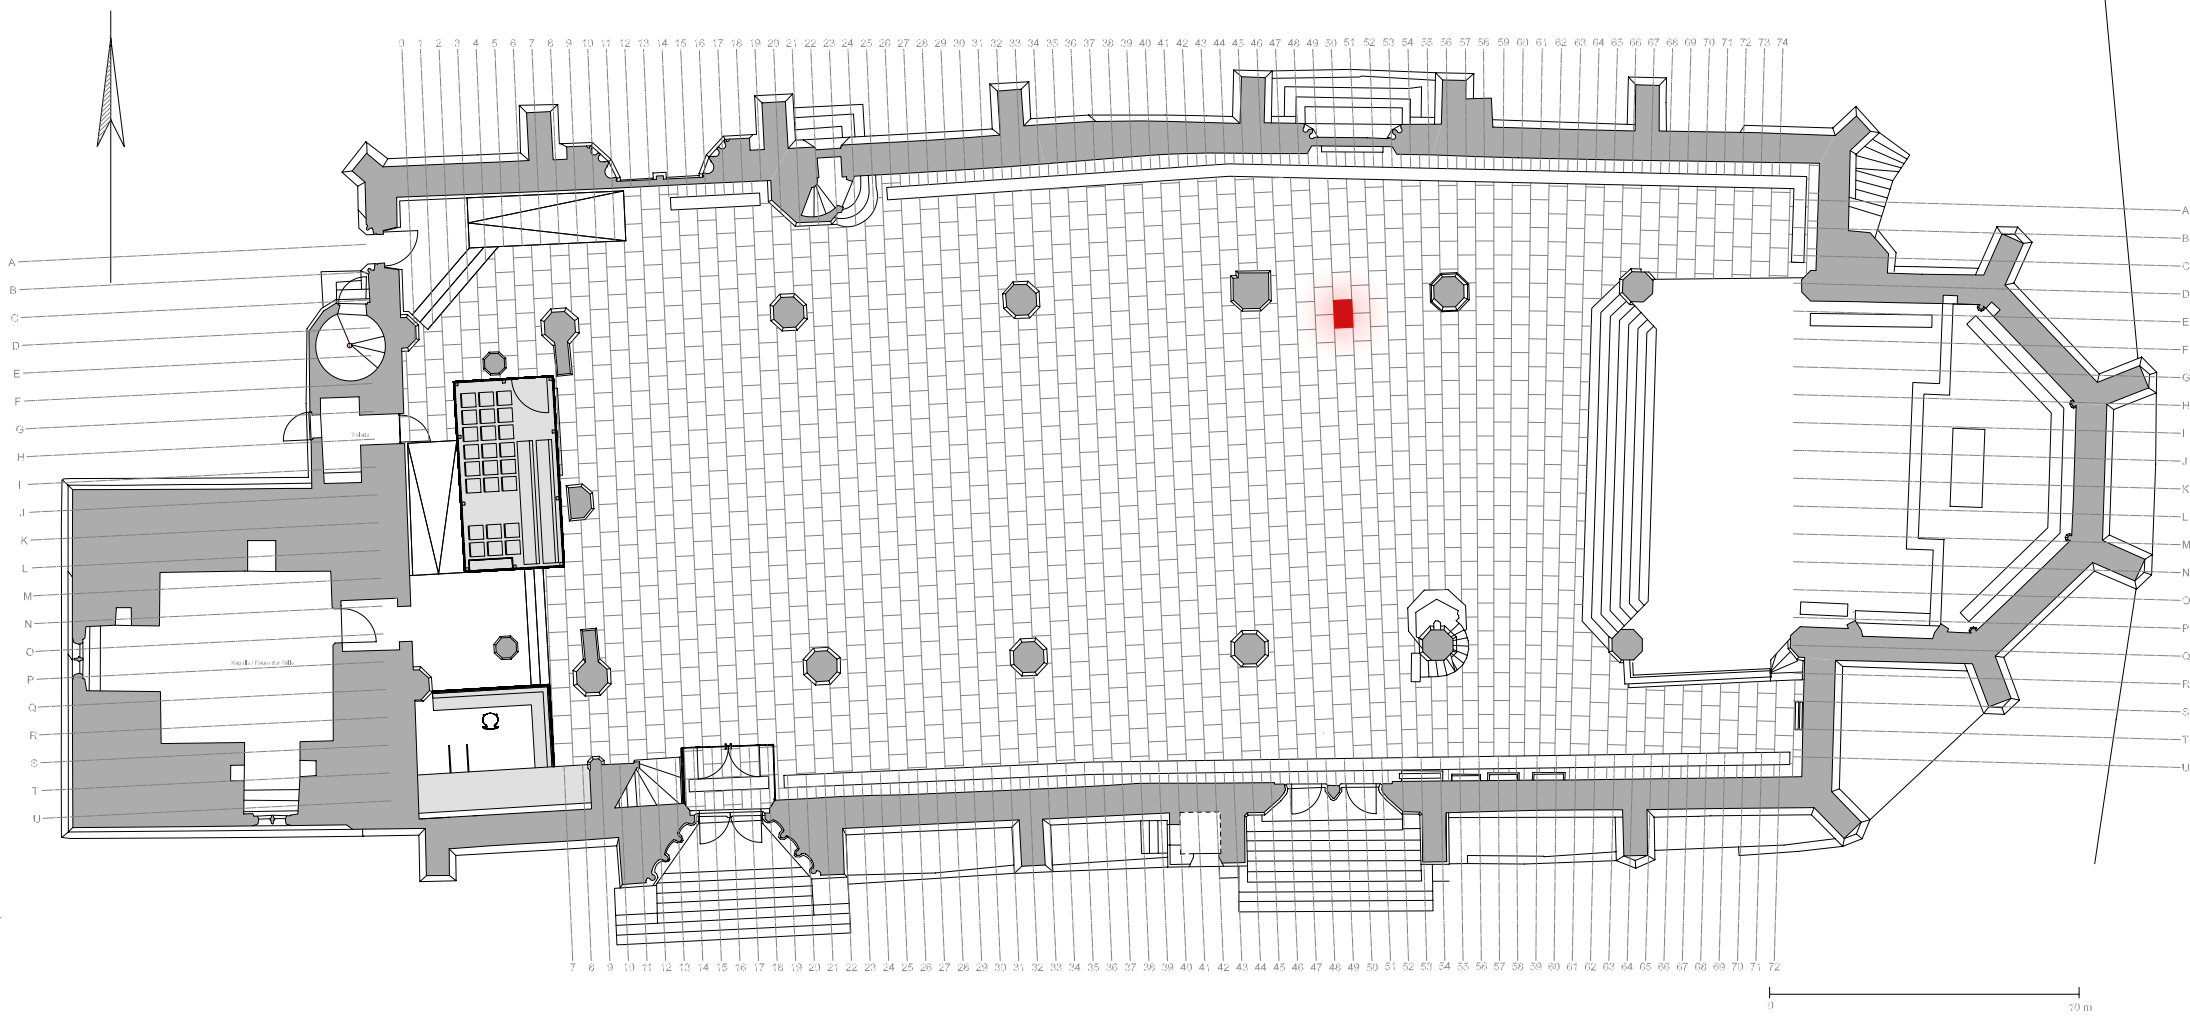 0 1 2 3 4 5 6 7 8 9 10 11 12 13 14 15 16 17 18 19 20 21 22 23 24 25 26 27 28 29 30 31 32 33 34 35 36 37 38 39 40 41 42 43 44 45 46 47 48 49 50 51 52 53 54 55 56 57 58 59 60 61 62 63 64 65 66 67 68 69 70 71 72 73 74
A
B
C
D
E
F
G
H
I
J
K
L
M
N
O
P
Q
R
S
T
U
Kapelle / Raum der Stille
A
B
C
D
E
F
G
H
I
J
K
L
M
N
O
P
Q
R
S
T
U
7 8 9 10 11 12 13 14 15 16 17 18 19 20 21 22 23 24 25 26 27 28 29 30 31 32 33 34 35 36 37 38 39 40 41 42 43 44 45 46 47 48 49 50 51 52 53 54 55 56 57 58 59 60 61 62 63 64 65 66 67 68 69 70 71 72
0 10 m